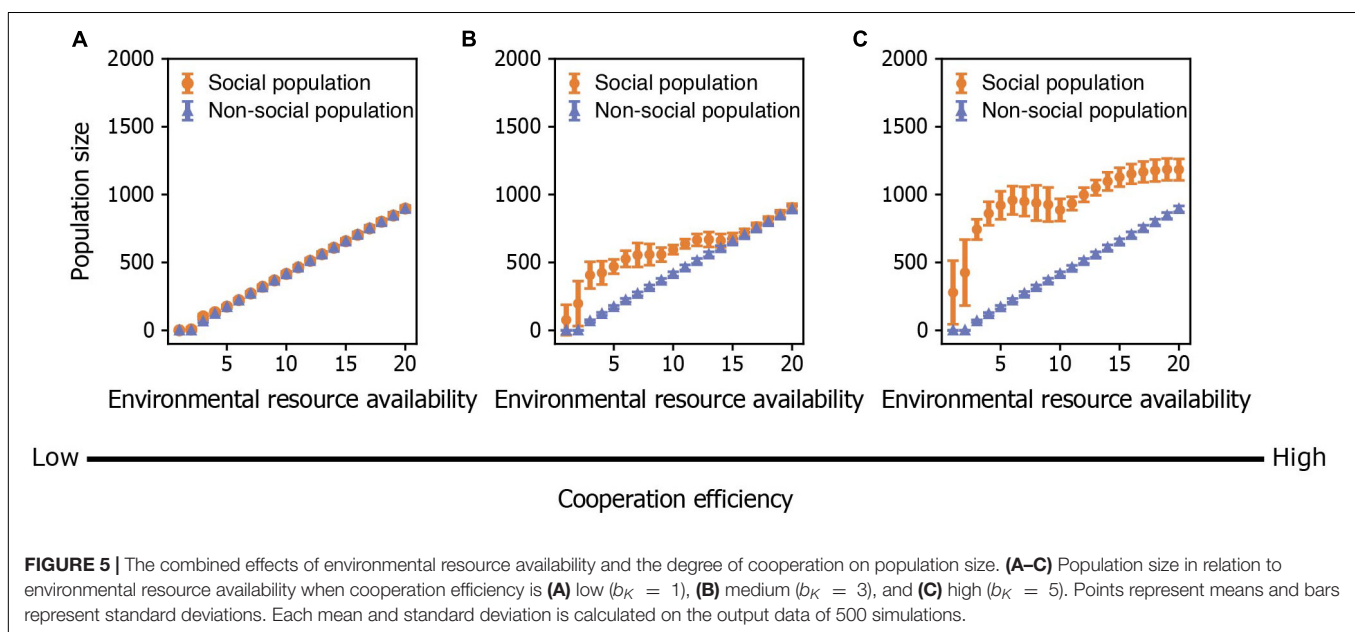 A
2000
1500
1000
500
0
Population size
Social population
Non-social population
5 10 15 20
Environmental resource availability
B
2000
1500
1000
500
0
Social population
Non-social population
5 10 15 20
Environmental resource availability
C
2000
1500
1000
500
0
Social population
Non-social population
5 10 15 20
Environmental resource availability
Low High
Cooperation efficiency
FIGURE 5 | The combined effects of environmental resource availability and the degree of cooperation on population size. (A–C) Population size in relation to
environmental resource availability when cooperation efficiency is (A) low (bK = 1), (B) medium (bK = 3), and (C) high (bK = 5). Points represent means and bars
represent standard deviations. Each mean and standard deviation is calculated on the output data of 500 simulations.